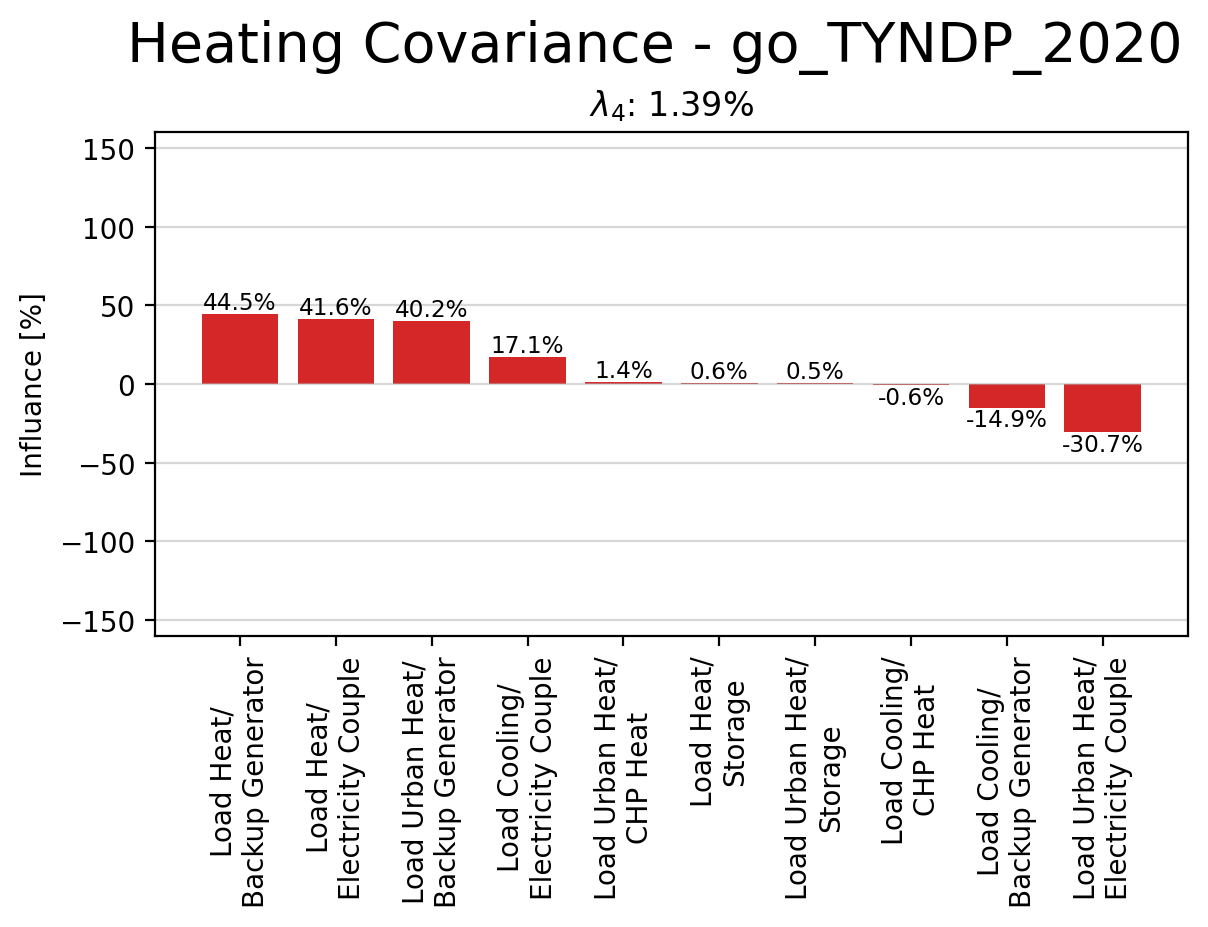 Heating Covariance - go_TYNDP_2020
λ4: 1.39%
Influance [%]
150
100
50
0
−50
−100
−150
44.5%
41.6%
40.2%
17.1%
1.4%
0.6%
0.5%
-0.6%
-14.9%
-30.7%
Load Heat/
Backup Generator
Load Heat/
Electricity Couple
Load Urban Heat/
Backup Generator
Load Cooling/
Electricity Couple
Load Urban Heat/
CHP Heat
Load Heat/
Storage
Load Urban Heat/
Storage
Load Cooling/
CHP Heat
Load Cooling/
Backup Generator
Load Urban Heat/
Electricity Couple